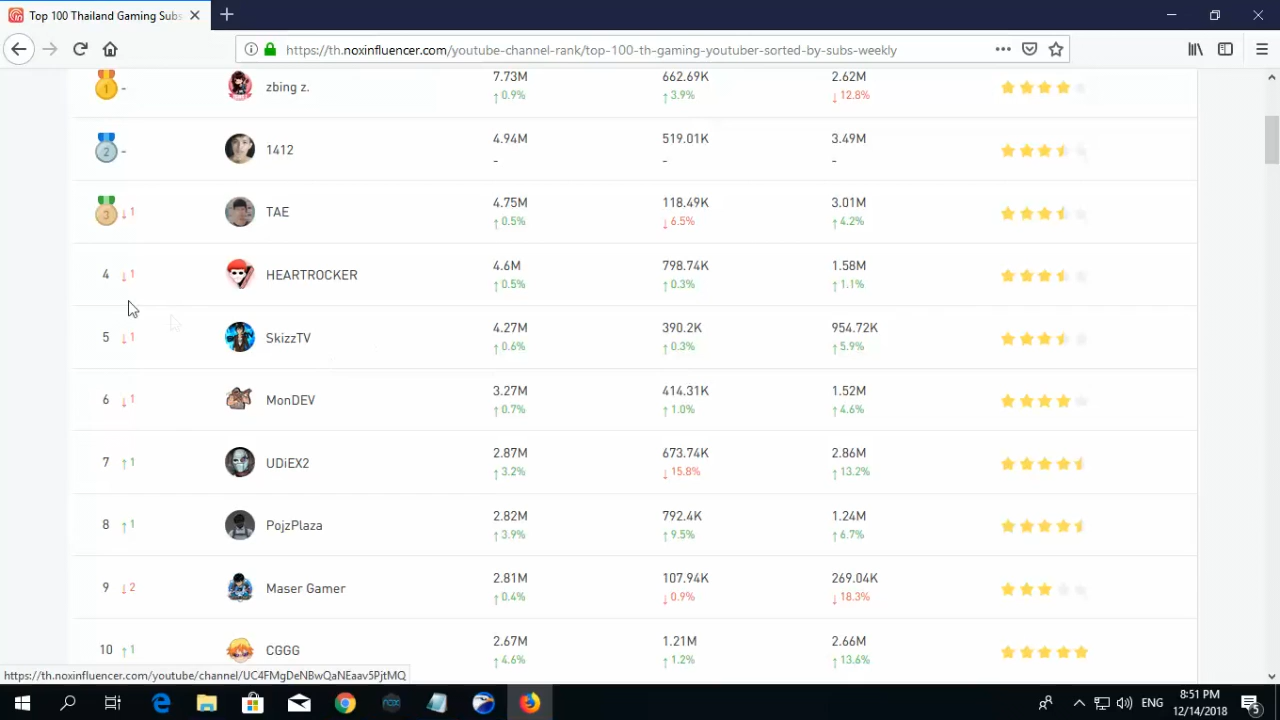 Top 100 Thailand Gaming Subs
https://th.noxinfluencer.com/youtube-channel-rank/top-100-th-gaming-youtuber-sorted-by-subs-weekly
1 - zbing z. 7.73M 662.69K 2.62M
↑0.9% ↑3.9% ↓12.8%
2 - 1412 4.94M 519.01K 3.49M
- - -
3 ↓1 TAE 4.75M 118.49K 3.01M
↑0.5% ↓6.5% ↑4.2%
4 ↓1 HEARTROCKER 4.6M 798.74K 1.58M
↑0.5% ↑0.3% ↑1.1%
5 ↓1 SkizzTV 4.27M 390.2K 954.72K
↑0.6% ↑0.3% ↑5.9%
6 ↓1 MonDEV 3.27M 414.31K 1.52M
↑0.7% ↑1.0% ↑4.6%
7 ↑1 UDiEX2 2.87M 673.74K 2.86M
↑3.2% ↓15.8% ↑13.2%
8 ↑1 PojzPlaza 2.82M 792.4K 1.24M
↑3.9% ↑9.5% ↑6.7%
9 ↓2 Maser Gamer 2.81M 107.94K 269.04K
↑0.4% ↓0.9% ↓18.3%
10 ↑1 CGGG 2.67M 1.21M 2.66M
↑4.6% ↑1.2% ↑13.6%
https://th.noxinfluencer.com/youtube/channel/UC4FMgDeNBwQaNEaav5PjtMQ
ENG 8:51 PM
12/14/2018 5